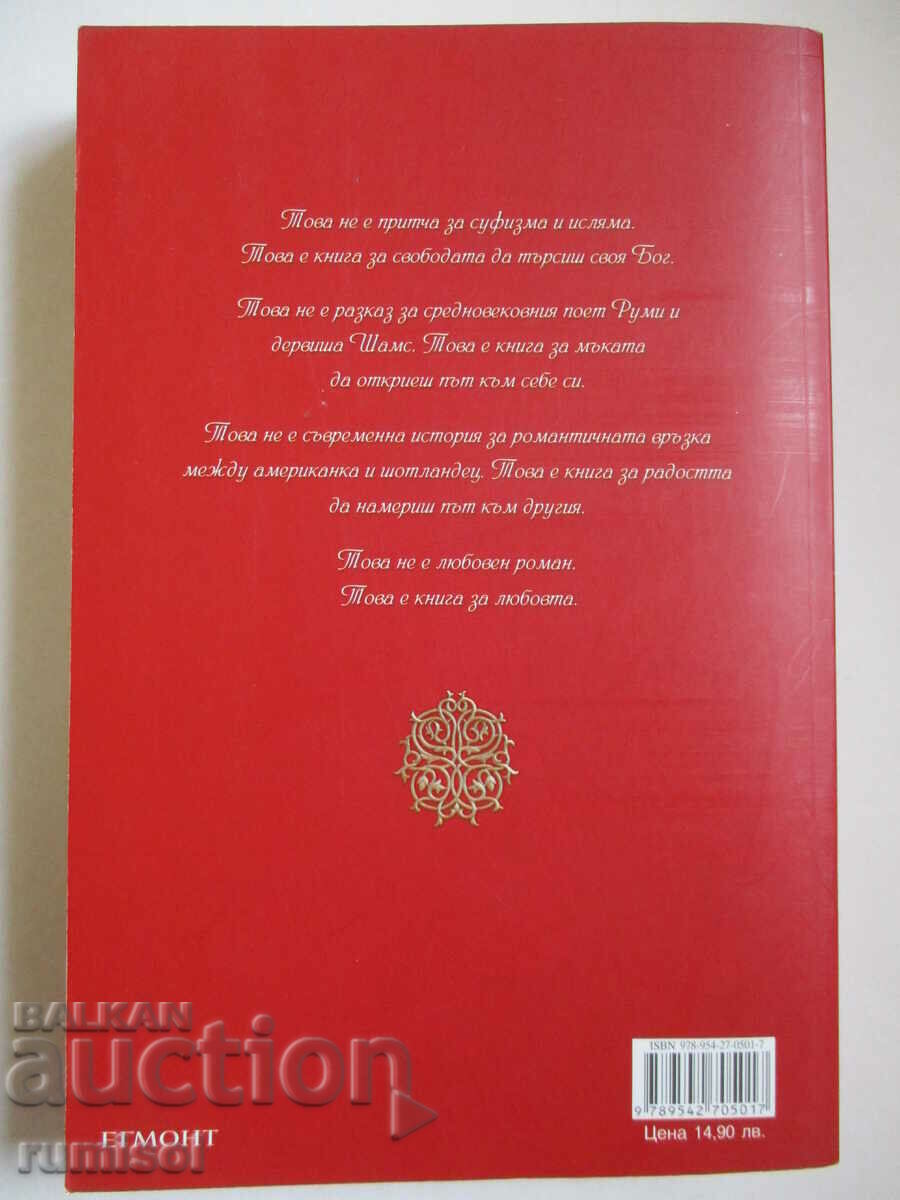 Това не е притча за суфизма и исляма.
Това е книга за свободата да търсиш своя Бог.
Това не е разказ за средновековния поет Руми и
дервиша Шамс. Това е книга за мъката
да откриеш път към себе си.
Това не е съвременна история за романтичната връзка
между американка и шотландец. Това е книга за радостта
да намериш път към другия.
Това не е любовен роман.
Това е книга за любовта.
BALKAN
auction
ISBN 978-954-27-0501-7
9 789542 705017
Цена 14,90 лв.
ЕГМОНТ
rumisol